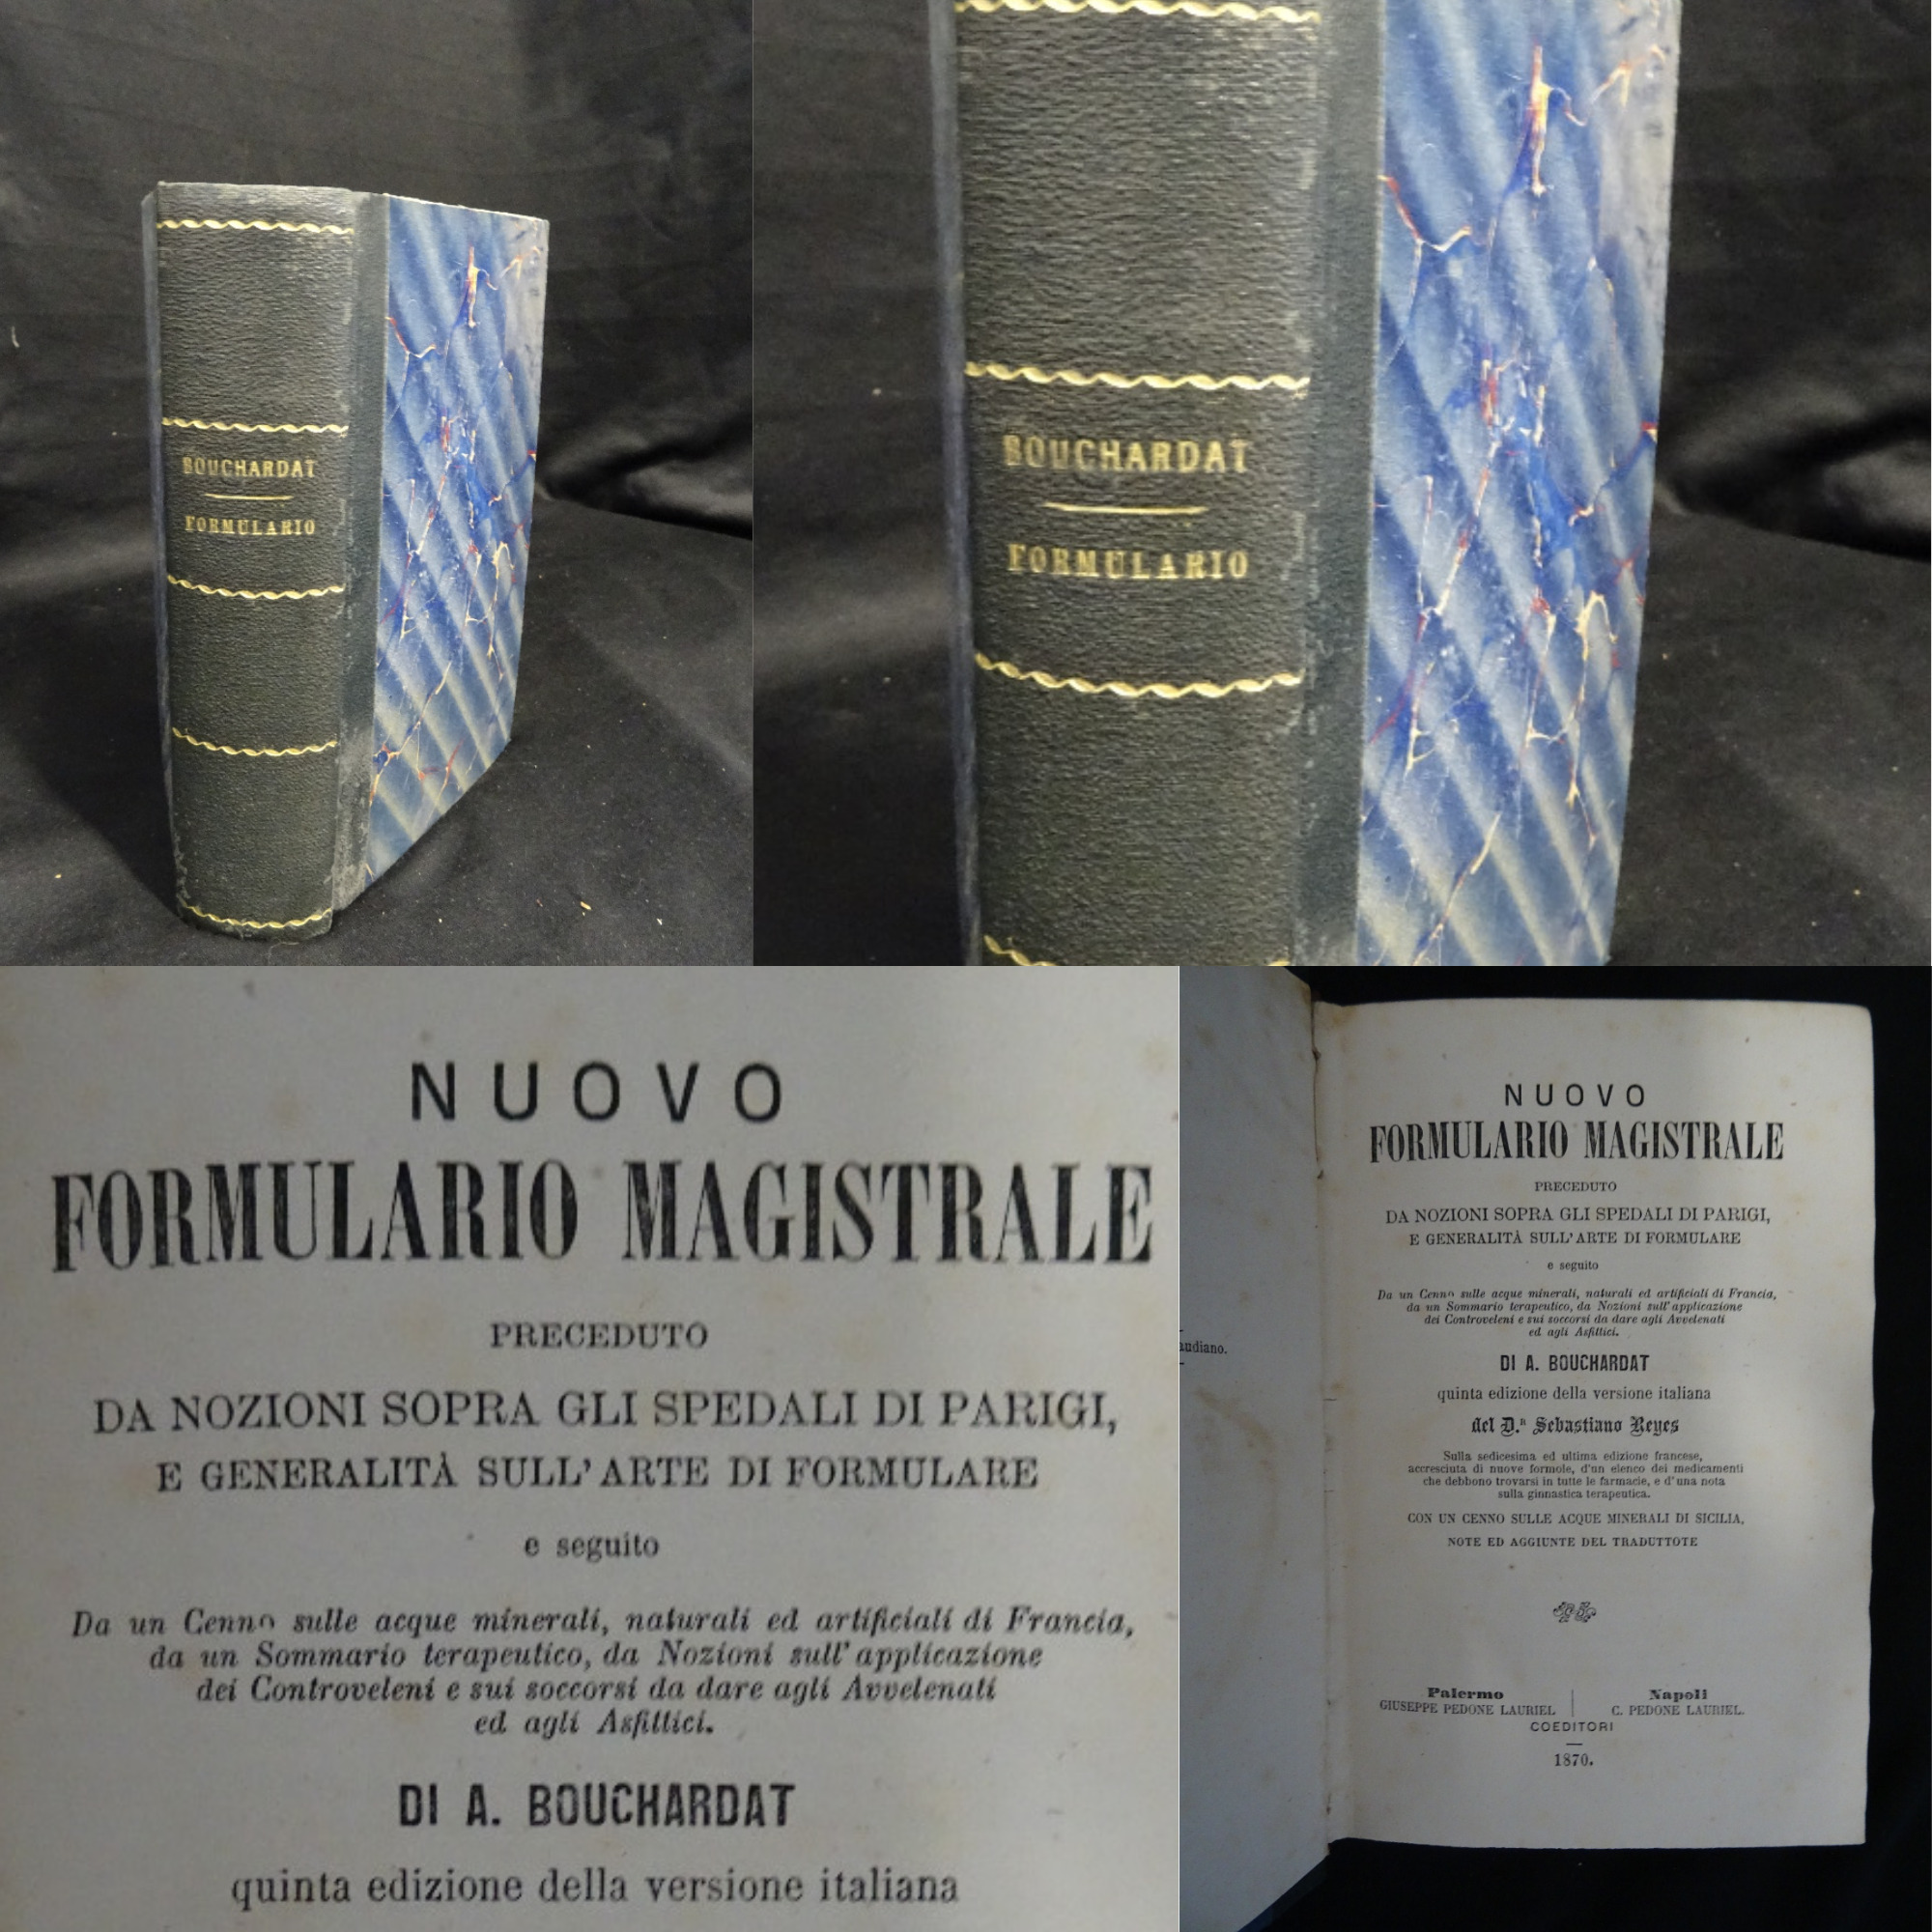 BOUCHARDAT
FORMULARIO
BOUCHARDAT
FORMULARIO
NUOVO
FORMULARIO MAGISTRALE
PRECEDUTO
DA NOZIONI SOPRA GLI SPEDALI DI PARIGI,
E GENERALITÀ SULL' ARTE DI FORMULARE
e seguito
Da un Cenno sulle acque minerali, naturali ed artificiali di Francia,
da un Sommario terapeutico, da Nozioni sull' applicazione
dei Controveleni e sui soccorsi da dare agli Avvelenati
ed agli Asfittici.
DI A. BOUCHARDAT
quinta edizione della versione italiana
audiano.
NUOVO
FORMULARIO MAGISTRALE
PRECEDUTO
DA NOZIONI SOPRA GLI SPEDALI DI PARIGI,
E GENERALITÀ SULL' ARTE DI FORMULARE
e seguito
Da un Cenno sulle acque minerali, naturali ed artificiali di Francia,
da un Sommario terapeutico, da Nozioni sull' applicazione
dei Controveleni e sui soccorsi da dare agli Avvelenati
ed agli Asfittici.
DI A. BOUCHARDAT
quinta edizione della versione italiana
del D.R Sebastiano Reyes
Sulla sedicesima ed ultima edizione francese,
accresciuta di nuove formole, d'un elenco dei medicamenti
che debbono trovarsi in tutte le farmacie, e d'una nota
sulla ginnastica terapeutica.
CON UN CENNO SULLE ACQUE MINERALI DI SICILIA,
NOTE ED AGGIUNTE DEL TRADUTTOTE
Palermo
GIUSEPPE PEDONE LAURIEL
Napoli
C. PEDONE LAURIEL.
COEDITORI
1870.